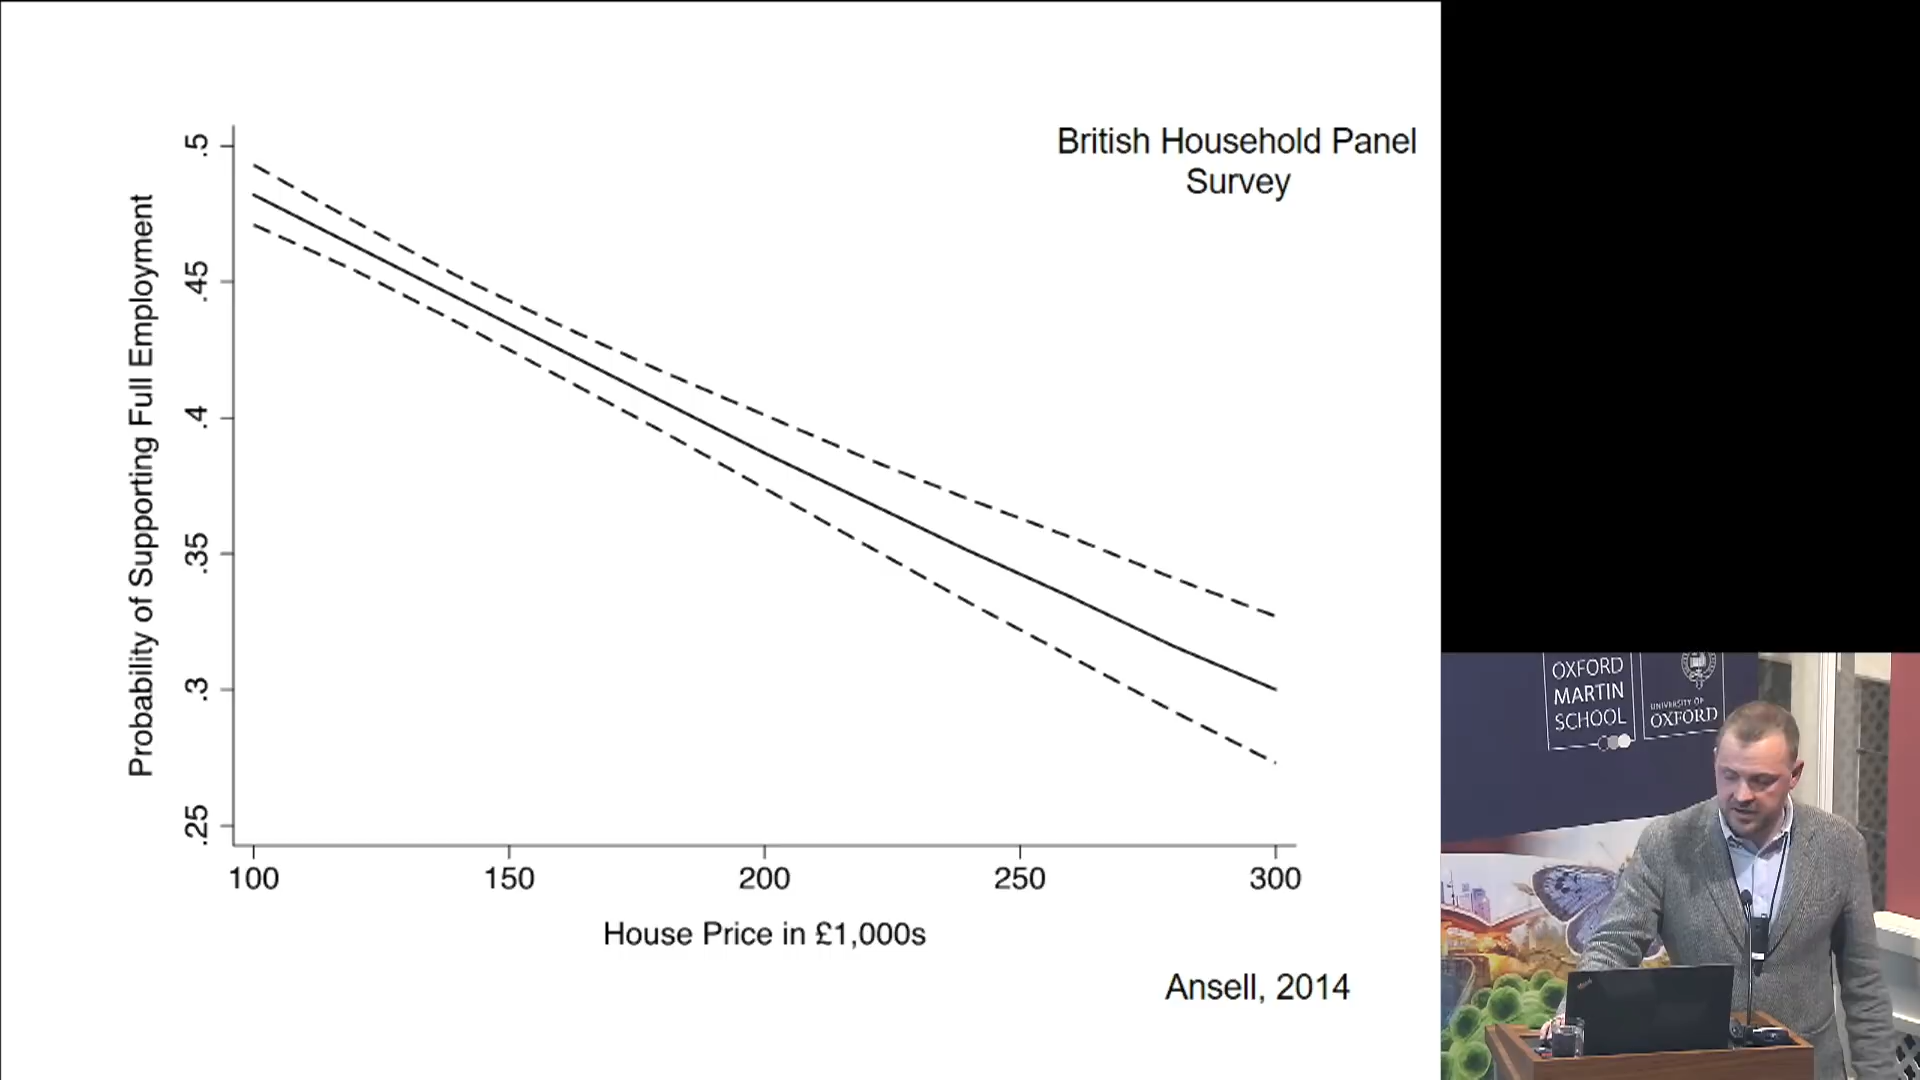 British Household Panel
Survey
Probability of Supporting Full Employment
.5
.45
.4
.35
.3
.25
100 150 200 250 300
House Price in £1,000s
Ansell, 2014
OXFORD
MARTIN
SCHOOL
UNIVERSITY OF
OXFORD